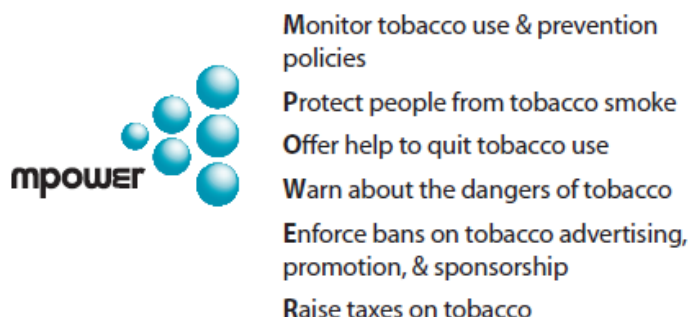 mpower
Monitor tobacco use & prevention
policies
Protect people from tobacco smoke
Offer help to quit tobacco use
Warn about the dangers of tobacco
Enforce bans on tobacco advertising,
promotion, & sponsorship
Raise taxes on tobacco